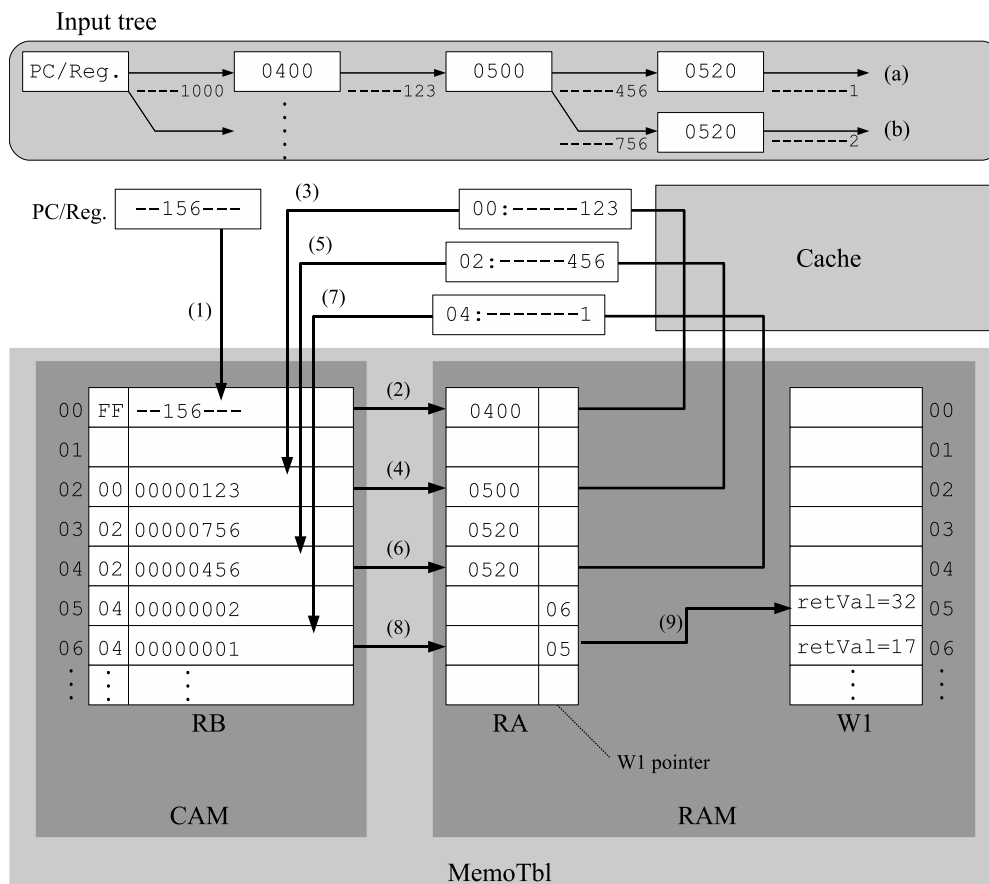 Input tree
PC/Reg. 0400 0500 0520 (a)
-----1000 -----123 -----456 -------1
0520 (b)
-----756 -------2
PC/Reg. --156---
(3) 00:-----123
(5) 02:-----456
(7) 04:-------1
Cache
(1)
00 FF --156--- (2) 0400 00
01 01
02 00 00000123 (4) 0500 02
03 02 00000756 0520 03
04 02 00000456 (6) 0520 04
05 04 00000002 06 (9) retVal=32 05
06 04 00000001 (8) 05 retVal=17 06
RB RA W1
W1 pointer
CAM RAM
MemoTbl